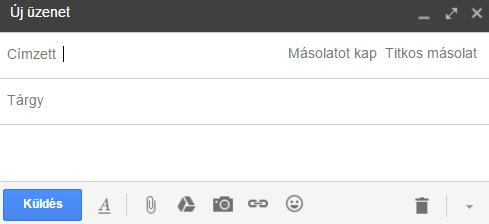 Új üzenet
Címzett Másolatot kap Titkos másolat
Tárgy
Küldés A